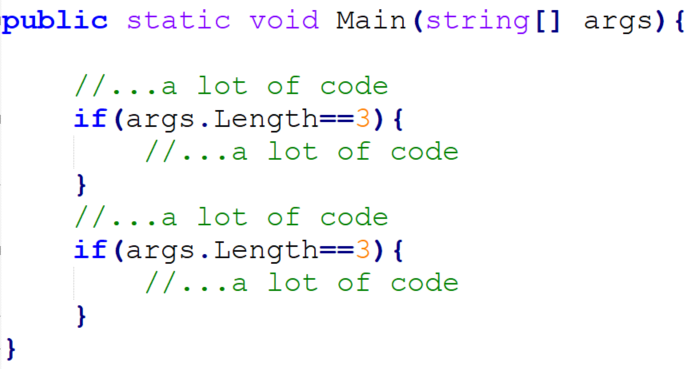 public static void Main(string[] args){
//...a lot of code
if(args.Length==3){
//...a lot of code
}
//...a lot of code
if(args.Length==3){
//...a lot of code
}
}